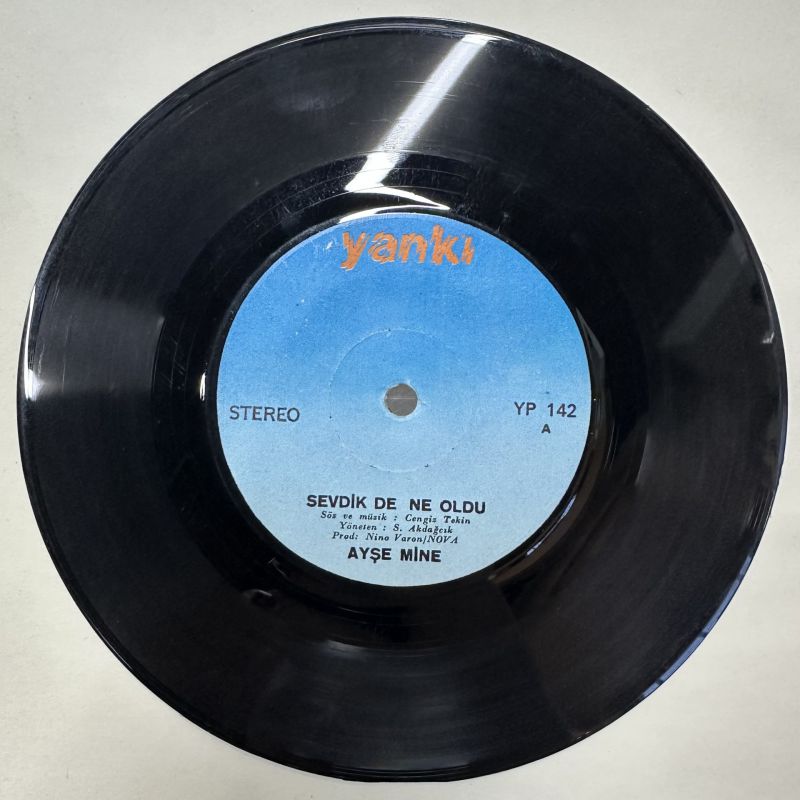 yankı
STEREO
YP 142
A
SEVDİK DE NE OLDU
Söz ve müzik : Cengiz Tekin
Yöneten : S. Akdağcık
Prod: Nino Varon/NOVA
AYŞE MİNE